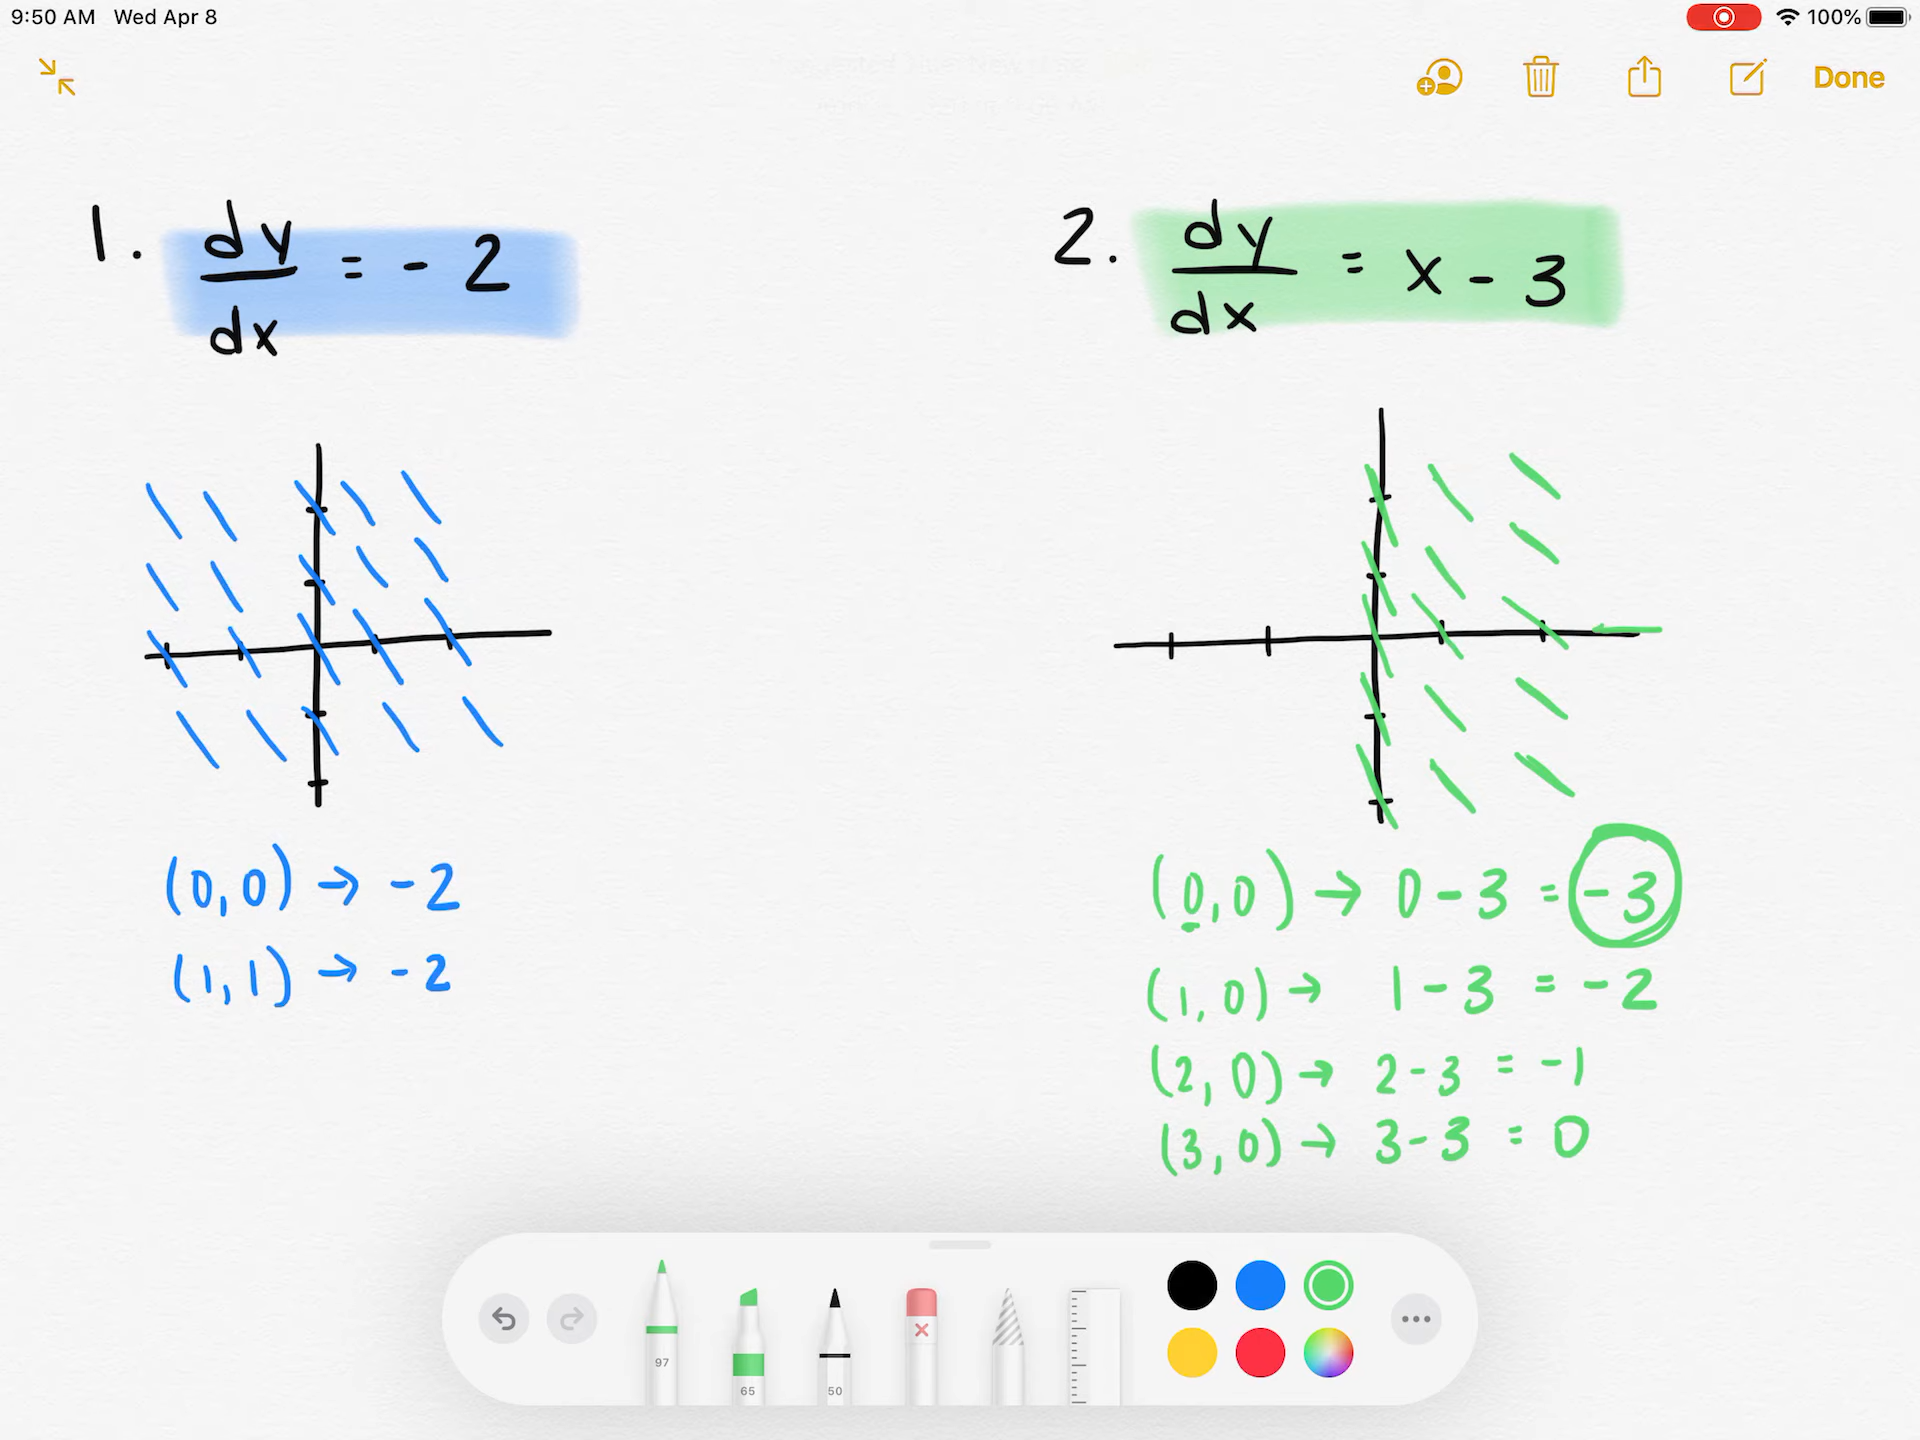 9:50 AM Wed Apr 8
100%
Done
1. dy/dx = - 2
2. dy/dx = x - 3
(0,0) → -2
(1,1) → -2
(0,0) → 0 - 3 = -3
(1,0) → 1 - 3 = -2
(2,0) → 2-3 = -1
(3,0) → 3-3 = 0
97
65
50